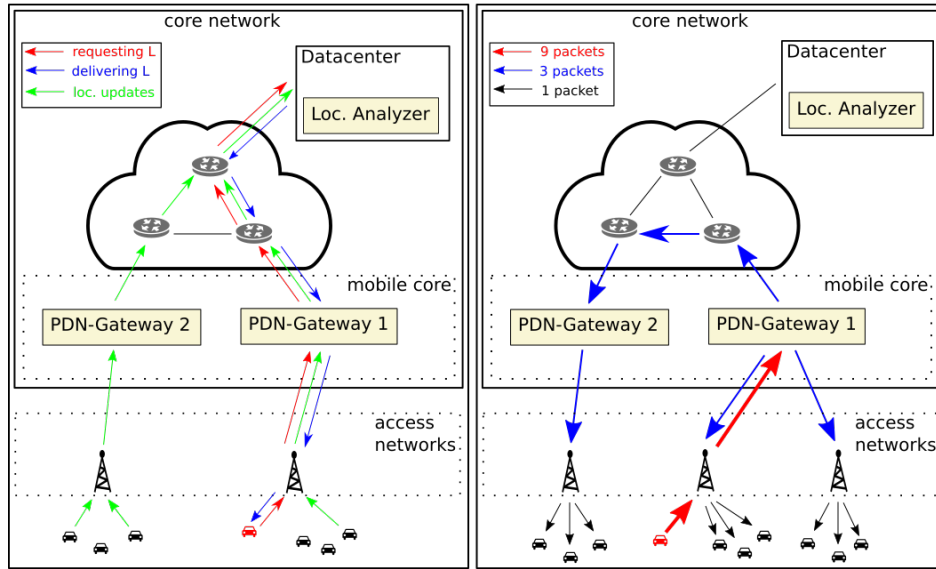 core network
requesting L
delivering L
loc. updates
Datacenter
Loc. Analyzer
mobile core
PDN-Gateway 2
PDN-Gateway 1
access
networks
core network
9 packets
3 packets
1 packet
Datacenter
Loc. Analyzer
mobile core
PDN-Gateway 2
PDN-Gateway 1
access
networks